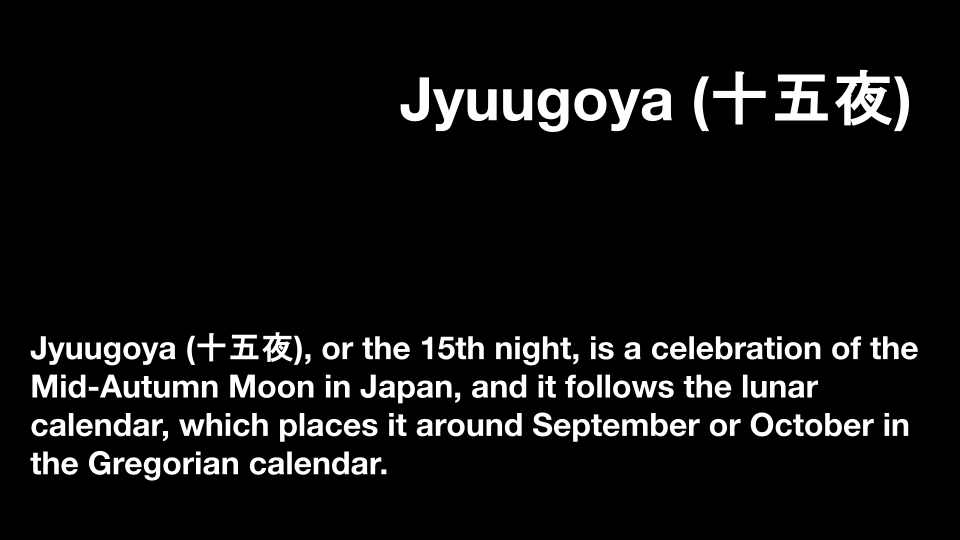 Jyuugoya (十五夜)
Jyuugoya (十五夜), or the 15th night, is a celebration of the
Mid-Autumn Moon in Japan, and it follows the lunar
calendar, which places it around September or October in
the Gregorian calendar.